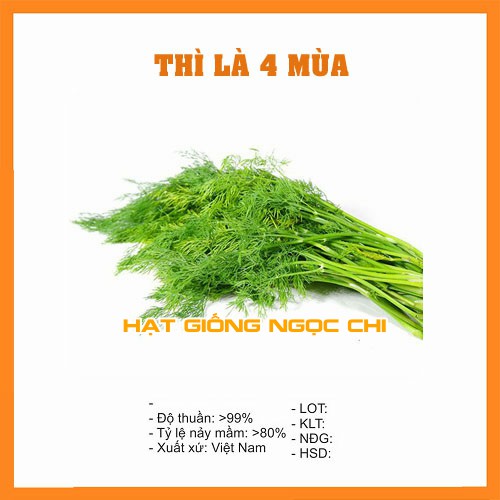 THÌ LÀ 4 MÙA
HẠT GIỐNG NGỌC CHI
-
- Độ thuần: >99%
- Tỷ lệ nảy mầm: >80%
- Xuất xứ: Việt Nam
- LOT:
- KLT:
- NĐG:
- HSD: